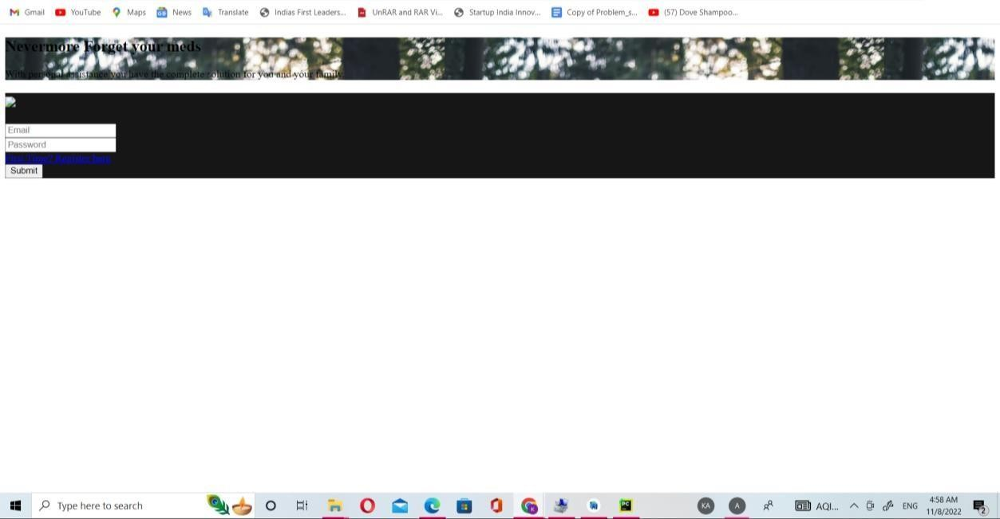 Gmail YouTube Maps News Translate Indias First Leaders... UnRAR and RAR Vi... Startup India Innov... Copy of Problem_s... (57) Dove Shampoo...
Nevermore Forget your meds
With personal assistance you have the complete solution for you and your family.
Email
Password
First Time? Register here
Submit
Type here to search
KA A AQI... ENG 4:58 AM
11/8/2022
2